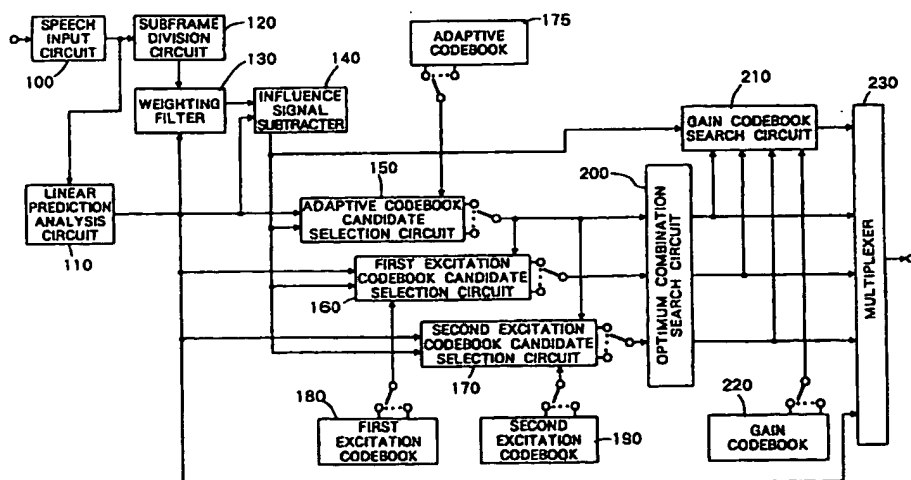 SPEECH
INPUT
CIRCUIT
100
SUBFRAME
DIVISION
CIRCUIT
120
130
WEIGHTING
FILTER
140
INFLUENCE
SIGNAL
SUBTRACTER
175
ADAPTIVE
CODEBOOK
210
GAIN CODEBOOK
SEARCH CIRCUIT
230
MULTIPLEXER
LINEAR
PREDICTION
ANALYSIS
CIRCUIT
110
150
ADAPTIVE CODEBOOK
CANDIDATE
SELECTION CIRCUIT
200
OPTIMUM COMBINATION
SEARCH CIRCUIT
FIRST EXCITATION
CODEBOOK CANDIDATE
SELECTION CIRCUIT
160
SECOND EXCITATION
CODEBOOK CANDIDATE
SELECTION CIRCUIT
170
180
FIRST
EXCITATION
CODEBOOK
SECOND
EXCITATION
CODEBOOK
190
220
GAIN
CODEBOOK